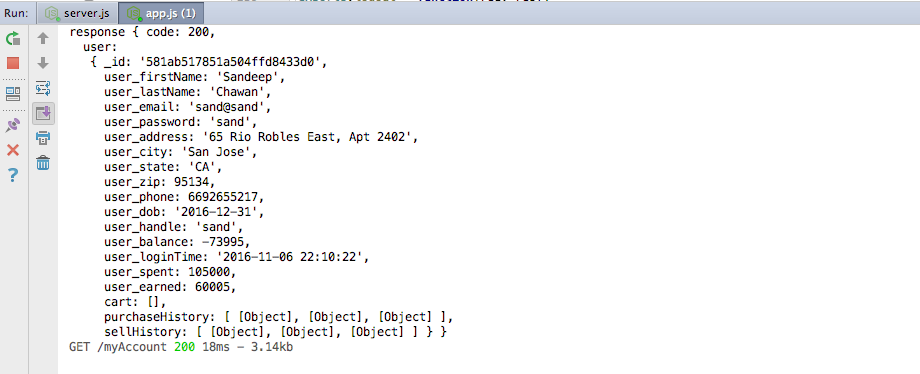 Run: server.js app.js (1)
response { code: 200,
  user:
   { _id: '581ab517851a504ffd8433d0',
     user_firstName: 'Sandeep',
     user_lastName: 'Chawan',
     user_email: 'sand@sand',
     user_password: 'sand',
     user_address: '65 Rio Robles East, Apt 2402',
     user_city: 'San Jose',
     user_state: 'CA',
     user_zip: 95134,
     user_phone: 6692655217,
     user_dob: '2016-12-31',
     user_handle: 'sand',
     user_balance: -73995,
     user_loginTime: '2016-11-06 22:10:22',
     user_spent: 105000,
     user_earned: 60005,
     cart: [],
     purchaseHistory: [ [Object], [Object], [Object] ],
     sellHistory: [ [Object], [Object], [Object] ] } }
GET /myAccount 200 18ms - 3.14kb